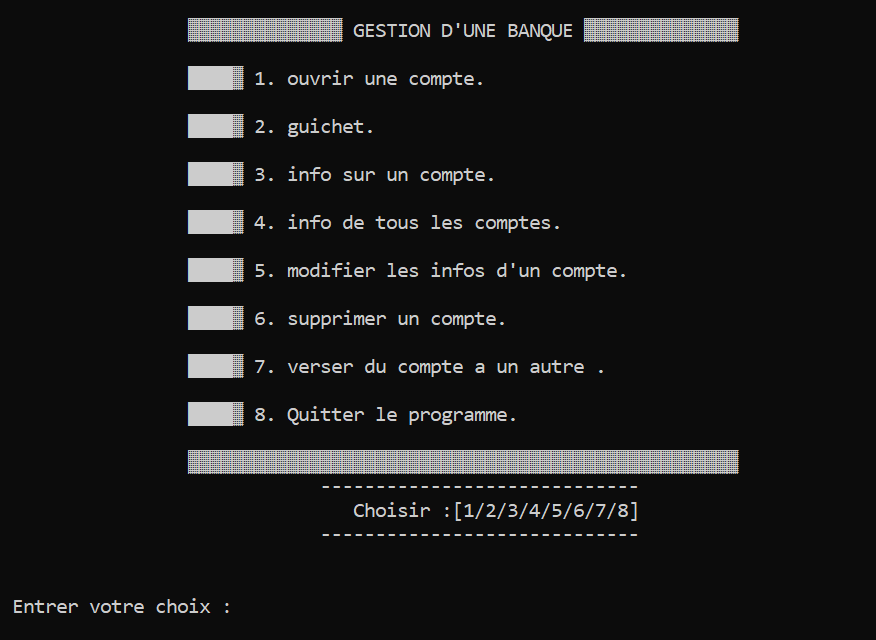 GESTION D'UNE BANQUE
1. ouvrir une compte.
2. guichet.
3. info sur un compte.
4. info de tous les comptes.
5. modifier les infos d'un compte.
6. supprimer un compte.
7. verser du compte a un autre .
8. Quitter le programme.
-----------------------------
Choisir :[1/2/3/4/5/6/7/8]
-----------------------------
Entrer votre choix :